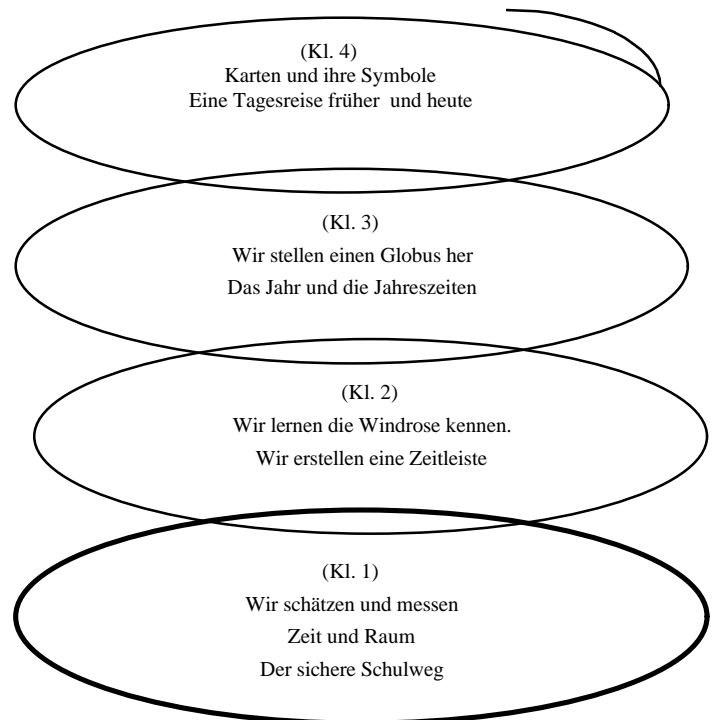 (Kl. 4)
Karten und ihre Symbole
Eine Tagesreise früher  und heute
(Kl. 3)
Wir stellen einen Globus her
Das Jahr und die Jahreszeiten
(Kl. 2)
Wir lernen die Windrose kennen.
Wir erstellen eine Zeitleiste
(Kl. 1)
Wir schätzen und messen
Zeit und Raum
Der sichere Schulweg